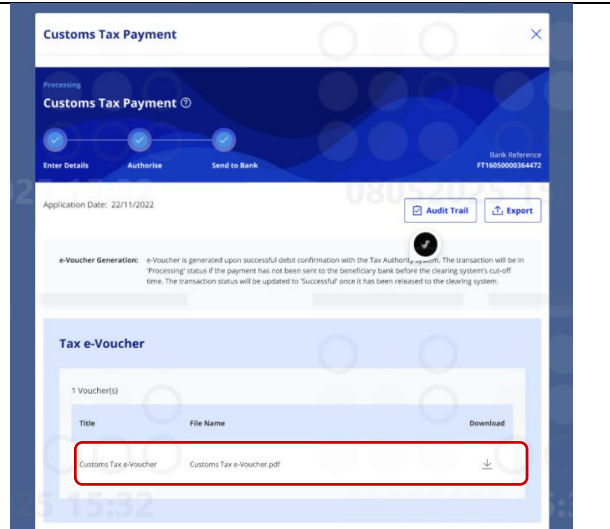 Customs Tax Payment
Processing
Customs Tax Payment
Enter Details
Authorise
Send to Bank
Bank Reference
FT16050000364472
Application Date: 22/11/2022
Audit Trail
Export
e-Voucher Generation: e-Voucher is generated upon successful debit confirmation with the Tax Authority system. The transaction will be in
'Processing' status if the payment has not been sent to the beneficiary bank before the clearing system's cut-off
time. The transaction status will be updated to 'Successful' once it has been released to the clearing system.
Tax e-Voucher
1 Voucher(s)
Title File Name Download
Customs Tax e-Voucher Customs Tax e-Voucher.pdf